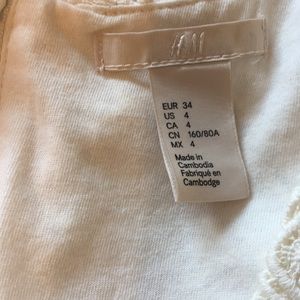 H&M
EUR 34
US 4
CA 4
CN 160/80A
MX 4
Made in
Cambodia
Fabriqué en
Cambodge